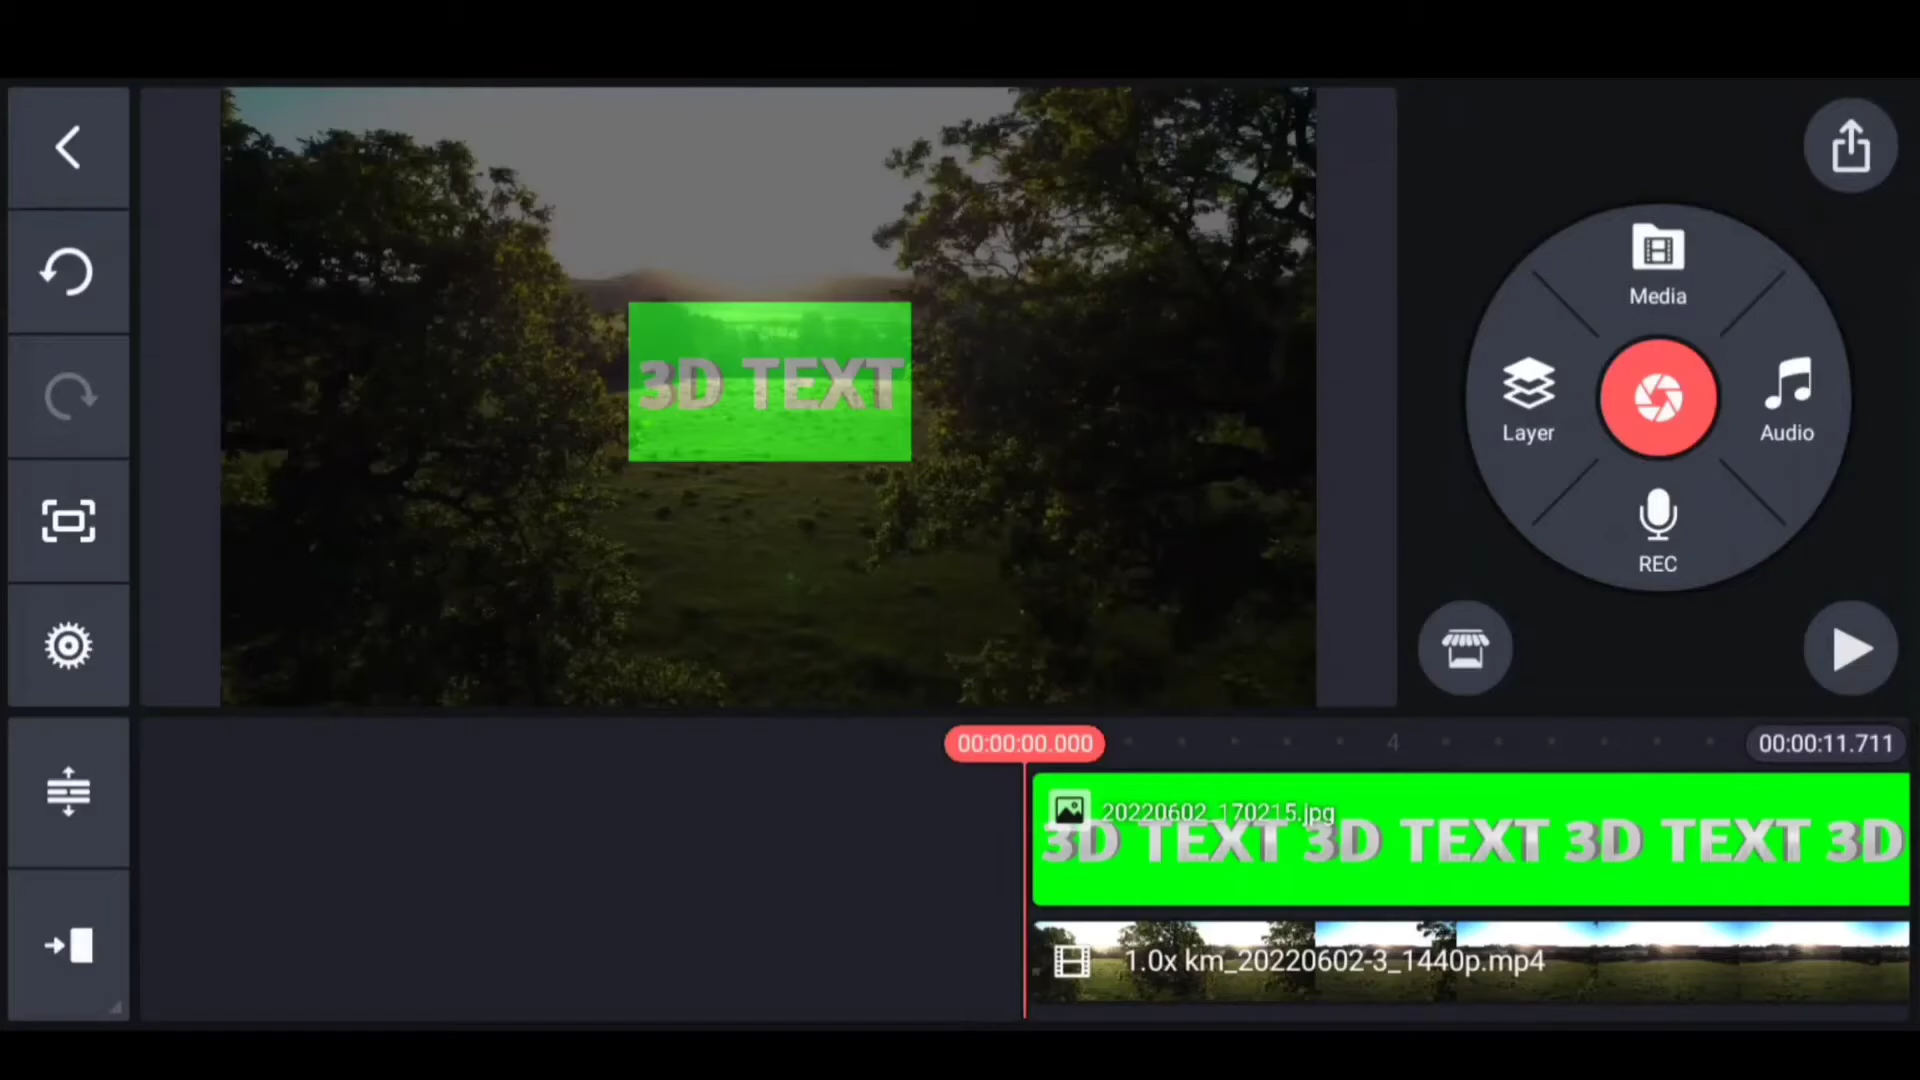 3D TEXT
Media
Layer
Audio
REC
00:00:00.000
4
00:00:11.711
20220602_170215.jpg
3D TEXT 3D TEXT 3D TEXT 3D
1.0x km_20220602-3_1440p.mp4